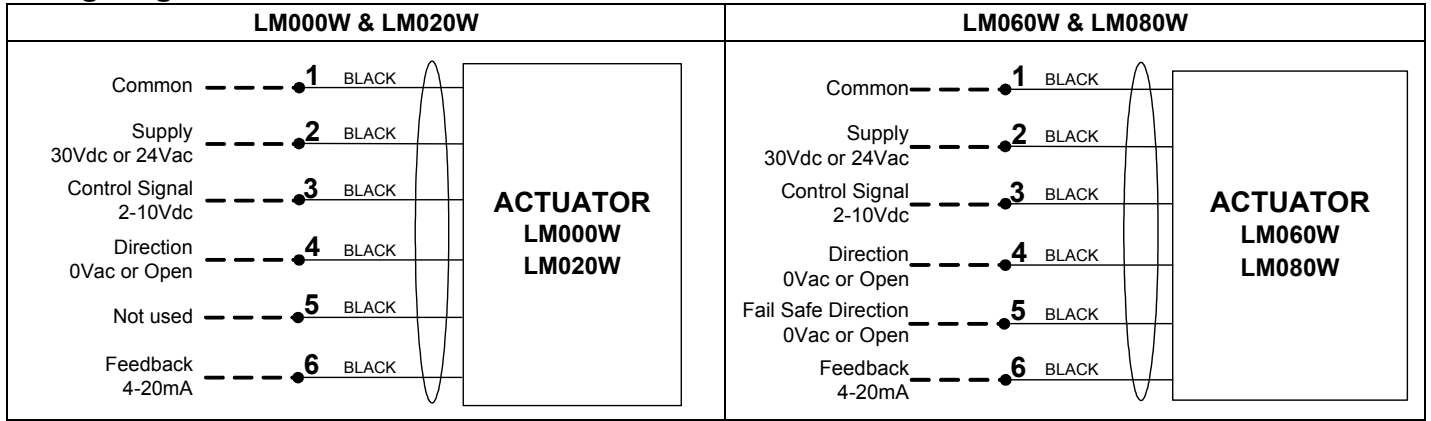 LM000W & LM020W
Common 1 BLACK
Supply
30Vdc or 24Vac
2 BLACK
Control Signal
2-10Vdc
3 BLACK
Direction
0Vac or Open
4 BLACK
Not used 5 BLACK
Feedback
4-20mA
6 BLACK
ACTUATOR
LM000W
LM020W
LM060W & LM080W
Common 1 BLACK
Supply
30Vdc or 24Vac
2 BLACK
Control Signal
2-10Vdc
3 BLACK
Direction
0Vac or Open
4 BLACK
Fail Safe Direction
0Vac or Open
5 BLACK
Feedback
4-20mA
6 BLACK
ACTUATOR
LM060W
LM080W